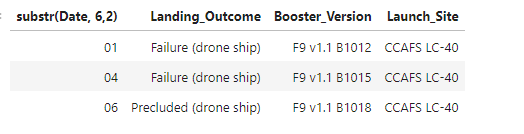 substr(Date, 6,2) Landing_Outcome Booster_Version Launch_Site
01 Failure (drone ship) F9 v1.1 B1012 CCAFS LC-40
04 Failure (drone ship) F9 v1.1 B1015 CCAFS LC-40
06 Precluded (drone ship) F9 v1.1 B1018 CCAFS LC-40